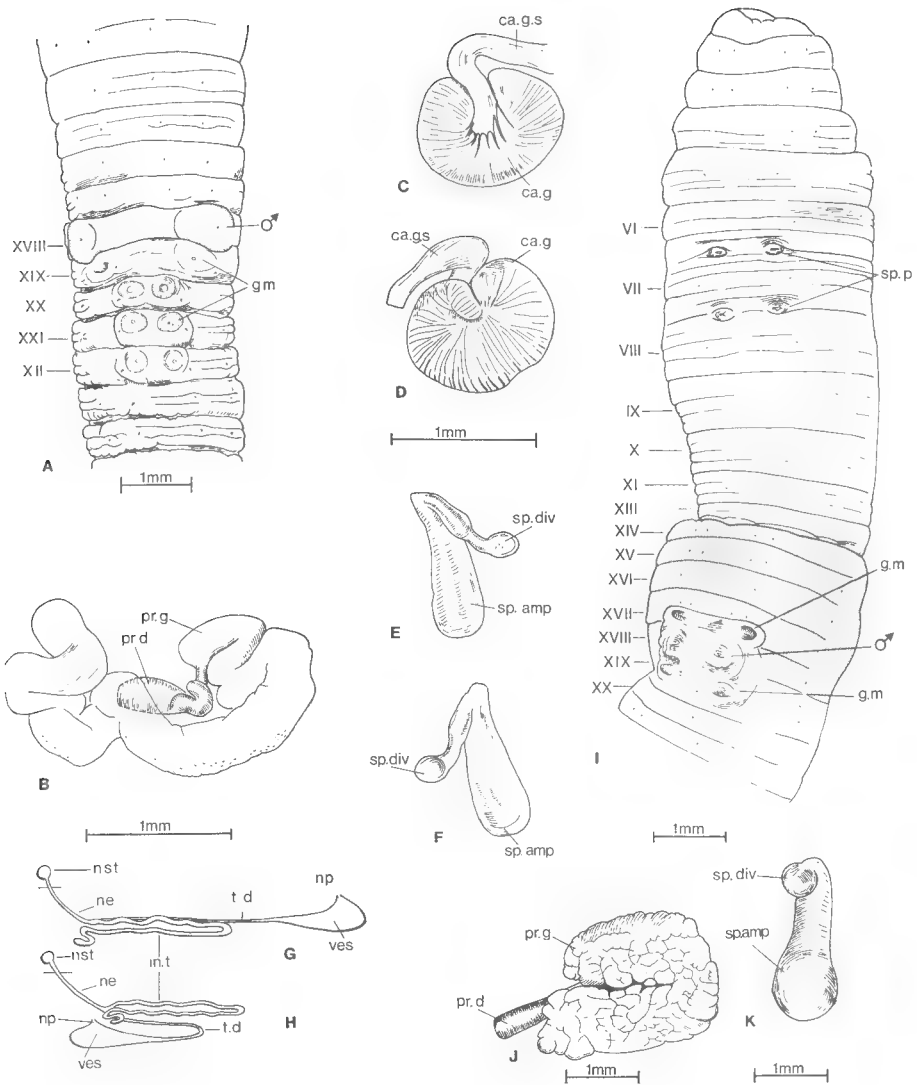 XVIII
XIX
XX
XXI
XII
♂
g.m
A
1mm
ca.g.s
ca.g
C
ca.g.s
ca.g
D
1mm
VI
VII
VIII
IX
X
XI
XIII
XIV
XV
XVI
XVII
XVIII
XIX
XX
sp.p
g.m
♂
g.m
I
1mm
pr.g
pr.d
B
1mm
sp.div
sp.amp
E
sp.div
sp.amp
F
nst
ne
t.d
np
ves
G
in.t
nst
ne
np
t.d
ves
H
pr.g
pr.d
J
1mm
sp.div
sp.amp
K
1mm